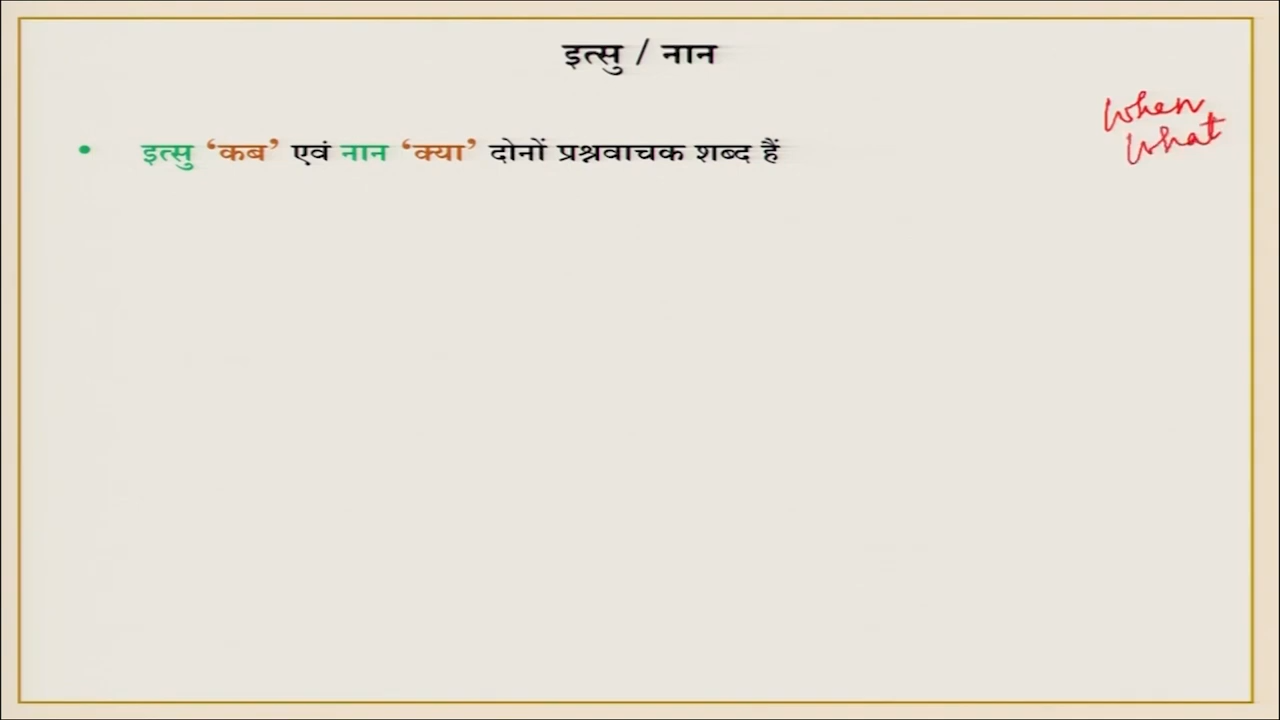 इत्सु / नान
When
What
• इत्सु ‘कब’ एवं नान ‘क्या’ दोनों प्रश्नवाचक शब्द हैं